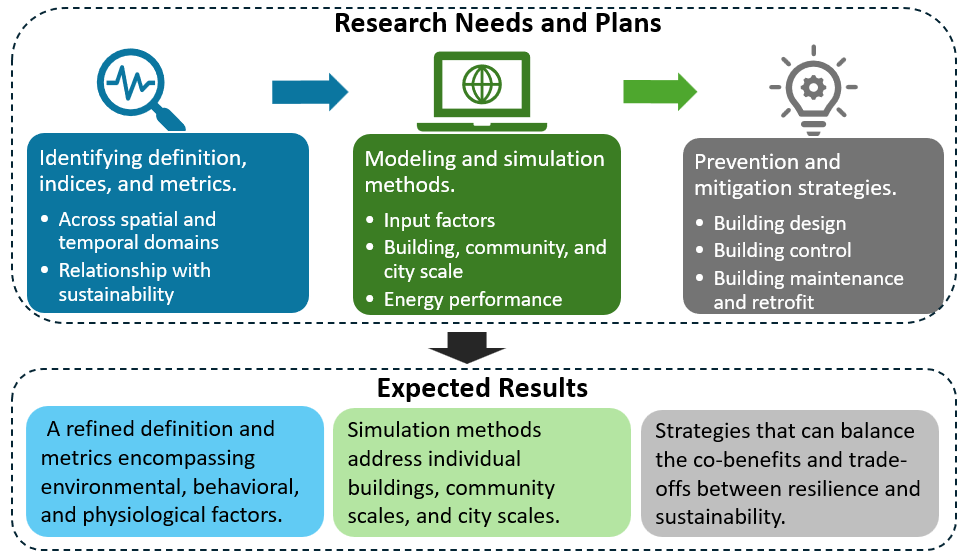 Research Needs and Plans
Identifying definition,
indices, and metrics.
• Across spatial and
temporal domains
• Relationship with
sustainability
Modeling and simulation
methods.
• Input factors
• Building, community, and
city scale
• Energy performance
Prevention and
mitigation strategies.
• Building design
• Building control
• Building maintenance
and retrofit
Expected Results
A refined definition and
metrics encompassing
environmental, behavioral,
and physiological factors.
Simulation methods
address individual
buildings, community
scales, and city scales.
Strategies that can balance
the co-benefits and trade-
offs between resilience and
sustainability.